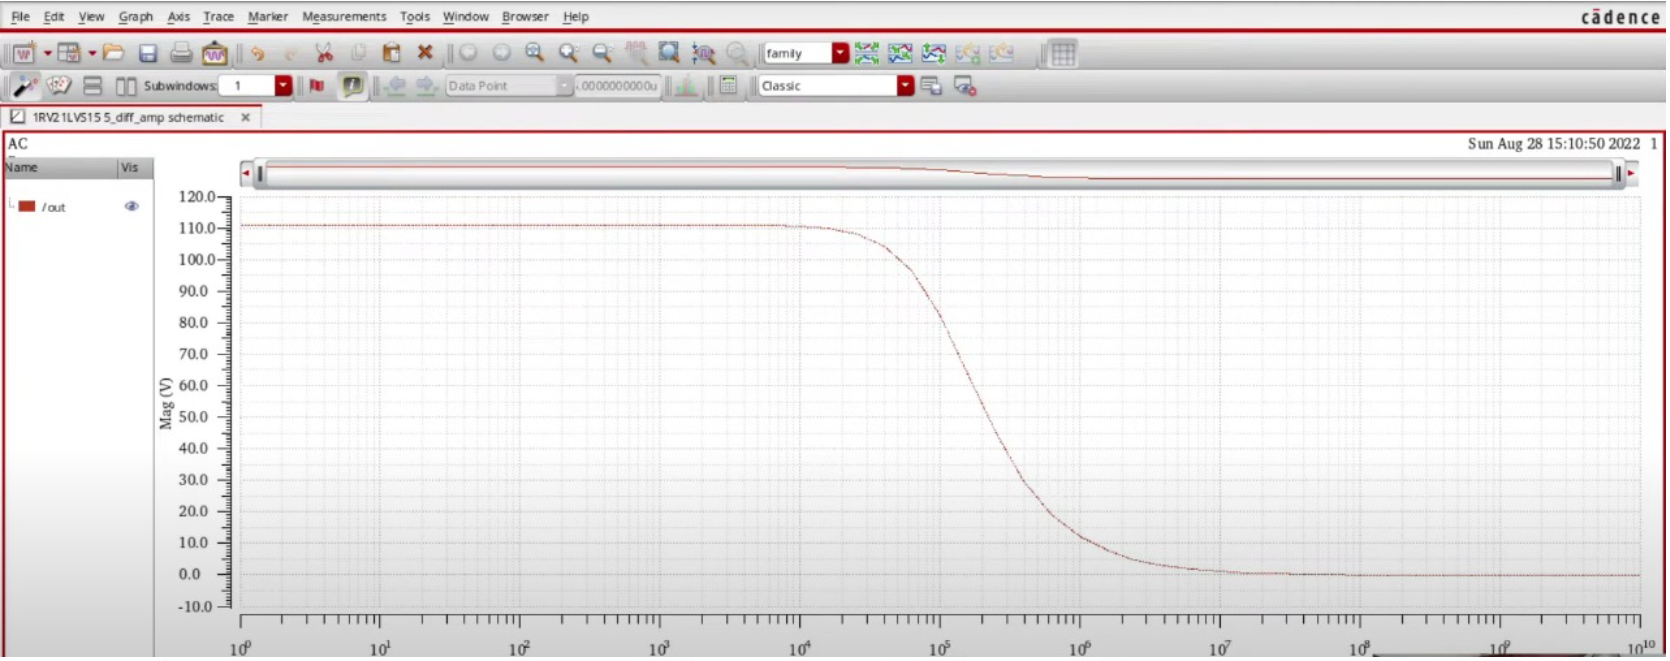 File Edit View Graph Axis Trace Marker Measurements Tools Window Browser Help cādence
family
Subwindows: 1 Data Point .0000000000u Classic
1RV21LVS15 5_diff_amp schematic x
AC Sun Aug 28 15:10:50 2022 1
Name Vis
/out
120.0
110.0
100.0
90.0
80.0
70.0
60.0
50.0
40.0
30.0
20.0
10.0
0.0
-10.0
Mag (V)
10⁰ 10¹ 10² 10³ 10⁴ 10⁵ 10⁶ 10⁷ 10⁸ 10⁹ 10¹⁰